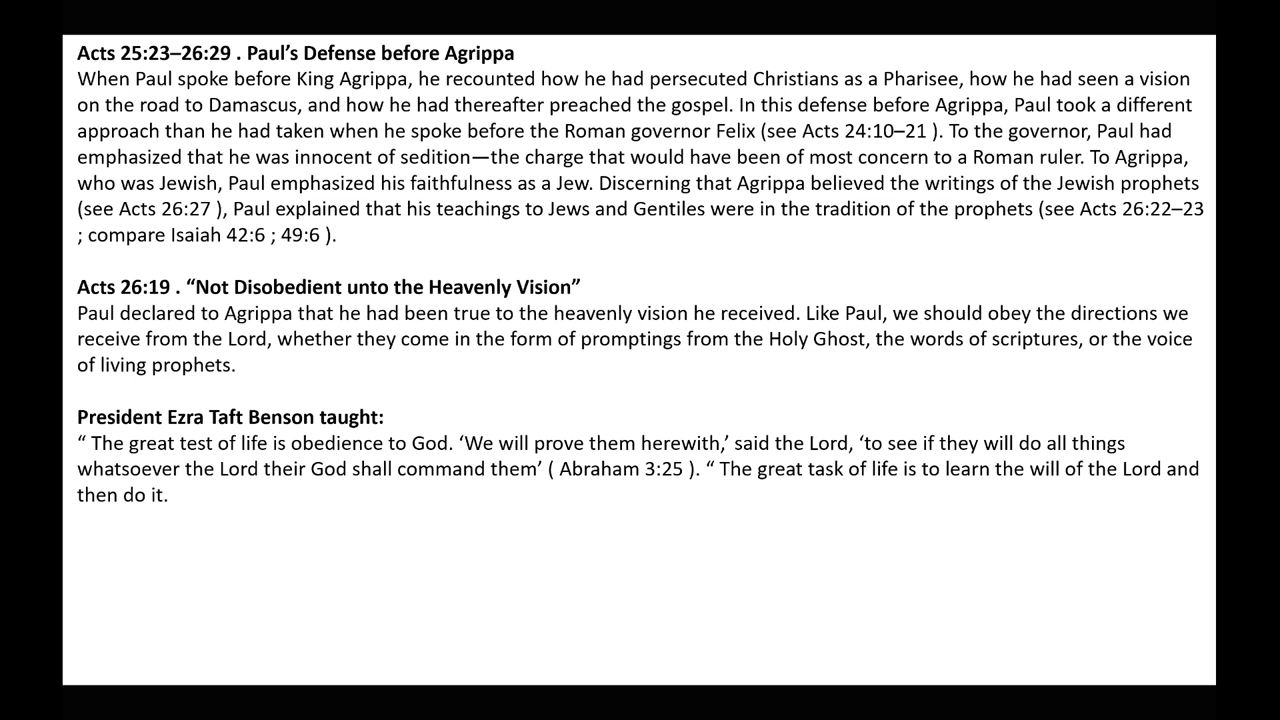 Acts 25:23–26:29 . Paul’s Defense before Agrippa
When Paul spoke before King Agrippa, he recounted how he had persecuted Christians as a Pharisee, how he had seen a vision
on the road to Damascus, and how he had thereafter preached the gospel. In this defense before Agrippa, Paul took a different
approach than he had taken when he spoke before the Roman governor Felix (see Acts 24:10–21 ). To the governor, Paul had
emphasized that he was innocent of sedition—the charge that would have been of most concern to a Roman ruler. To Agrippa,
who was Jewish, Paul emphasized his faithfulness as a Jew. Discerning that Agrippa believed the writings of the Jewish prophets
(see Acts 26:27 ), Paul explained that his teachings to Jews and Gentiles were in the tradition of the prophets (see Acts 26:22–23
; compare Isaiah 42:6 ; 49:6 ).
Acts 26:19 . “Not Disobedient unto the Heavenly Vision”
Paul declared to Agrippa that he had been true to the heavenly vision he received. Like Paul, we should obey the directions we
receive from the Lord, whether they come in the form of promptings from the Holy Ghost, the words of scriptures, or the voice
of living prophets.
President Ezra Taft Benson taught:
“ The great test of life is obedience to God. ‘We will prove them herewith,’ said the Lord, ‘to see if they will do all things
whatsoever the Lord their God shall command them’ ( Abraham 3:25 ). “ The great task of life is to learn the will of the Lord and
then do it.